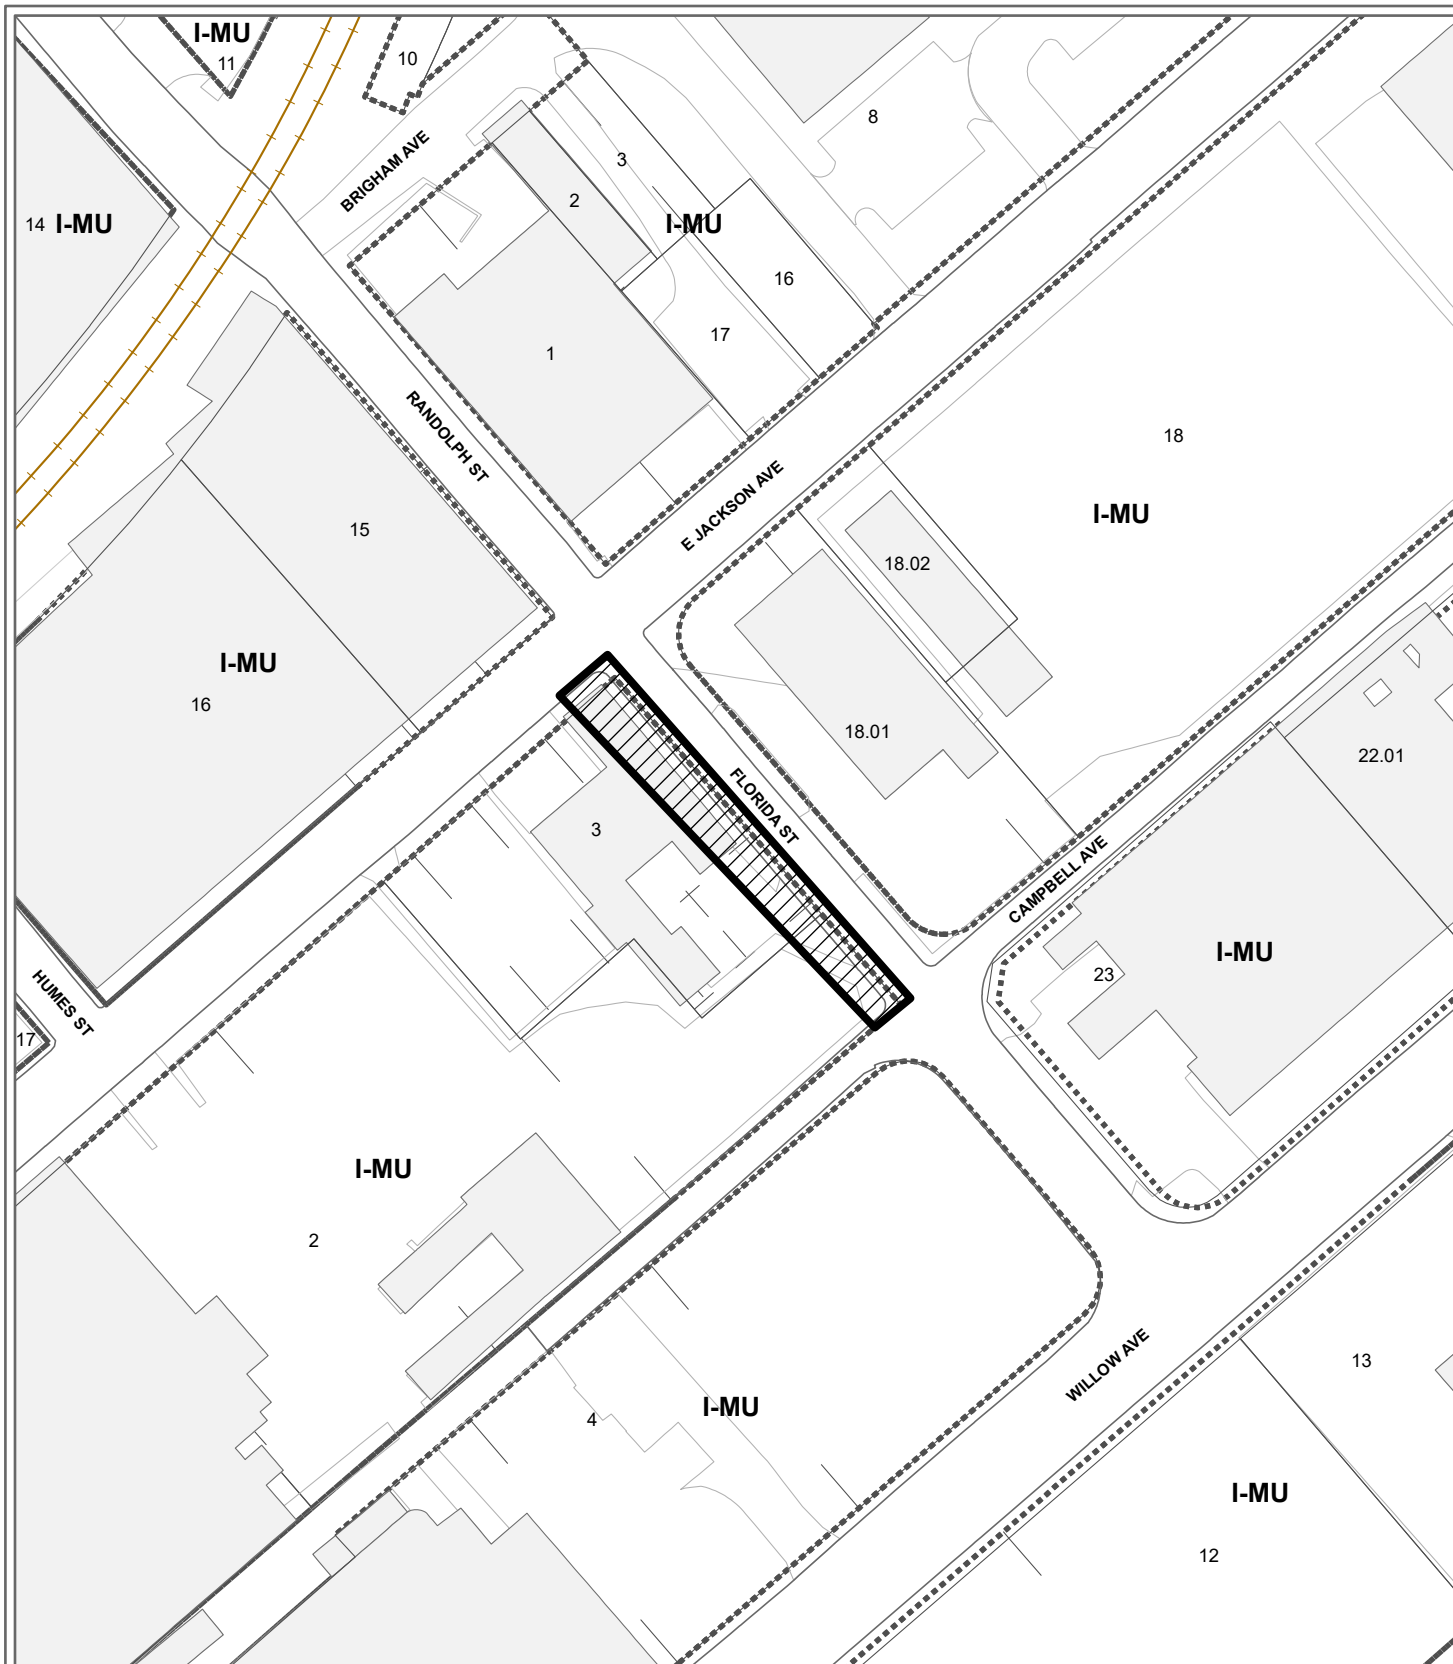 I-MU
11
10
BRIGHAM AVE
8
3
2
14
I-MU
I-MU
16
17
1
RANDOLPH ST
18
E JACKSON AVE
I-MU
15
18.02
I-MU
16
18.01
22.01
FLORIDA ST
3
CAMPBELL AVE
I-MU
23
HUMES ST
17
I-MU
2
WILLOW AVE
13
I-MU
4
I-MU
12